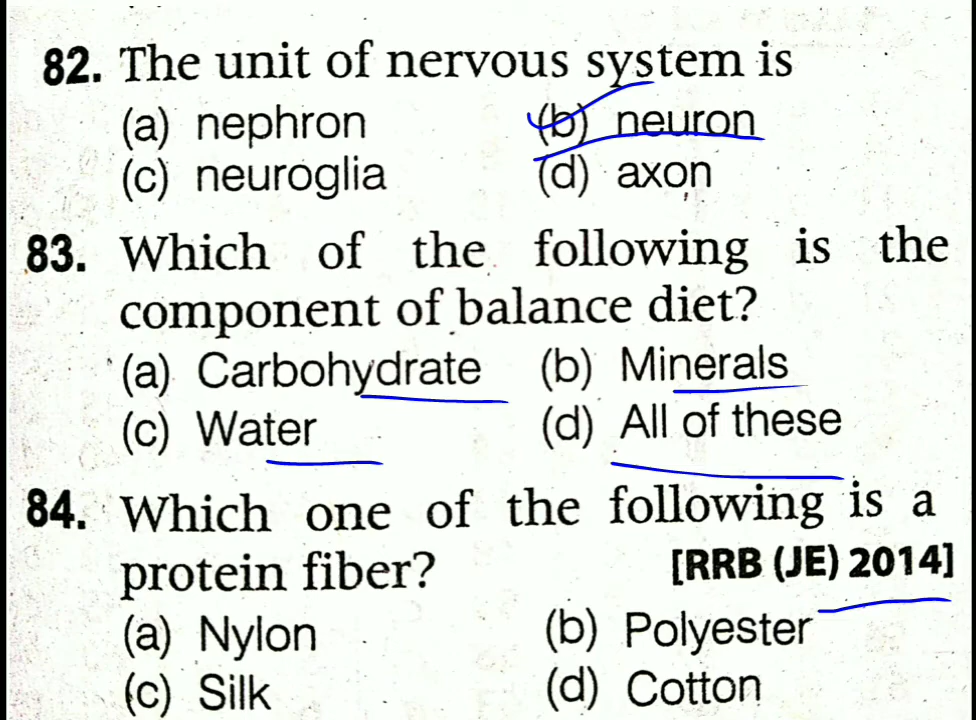 82. The unit of nervous system is
(a) nephron (b) neuron
(c) neuroglia (d) axon
83. Which of the following is the
component of balance diet?
(a) Carbohydrate (b) Minerals
(c) Water (d) All of these
84. Which one of the following is a
protein fiber? [RRB (JE) 2014]
(a) Nylon (b) Polyester
(c) Silk (d) Cotton